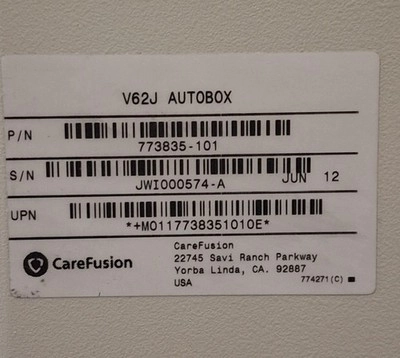 V62J AUTOBOX
P/N
773835-101
S/N
JWI000574-A JUN 12
UPN
*+M0117738351010E*
CareFusion
CareFusion
22745 Savi Ranch Parkway
Yorba Linda, CA. 92887
USA 774271(C)